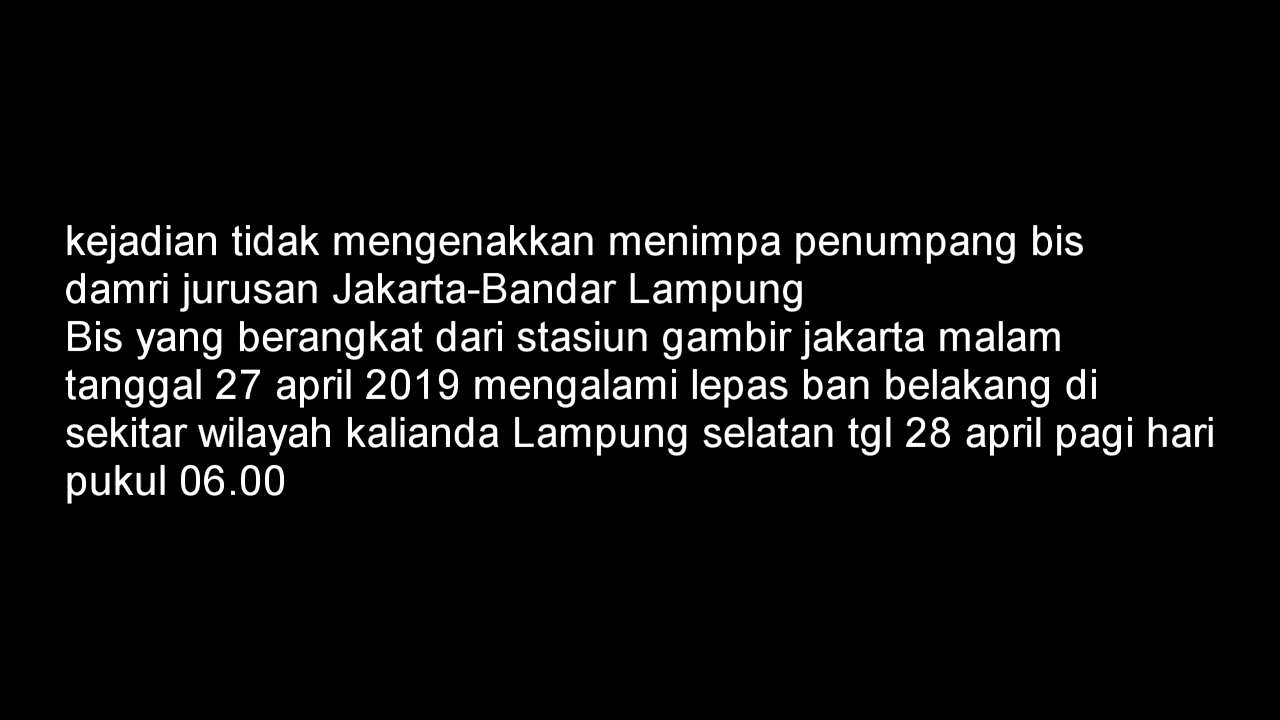 kejadian tidak mengenakkan menimpa penumpang bis
damri jurusan Jakarta-Bandar Lampung
Bis yang berangkat dari stasiun gambir jakarta malam
tanggal 27 april 2019 mengalami lepas ban belakang di
sekitar wilayah kalianda Lampung selatan tgl 28 april pagi hari
pukul 06.00